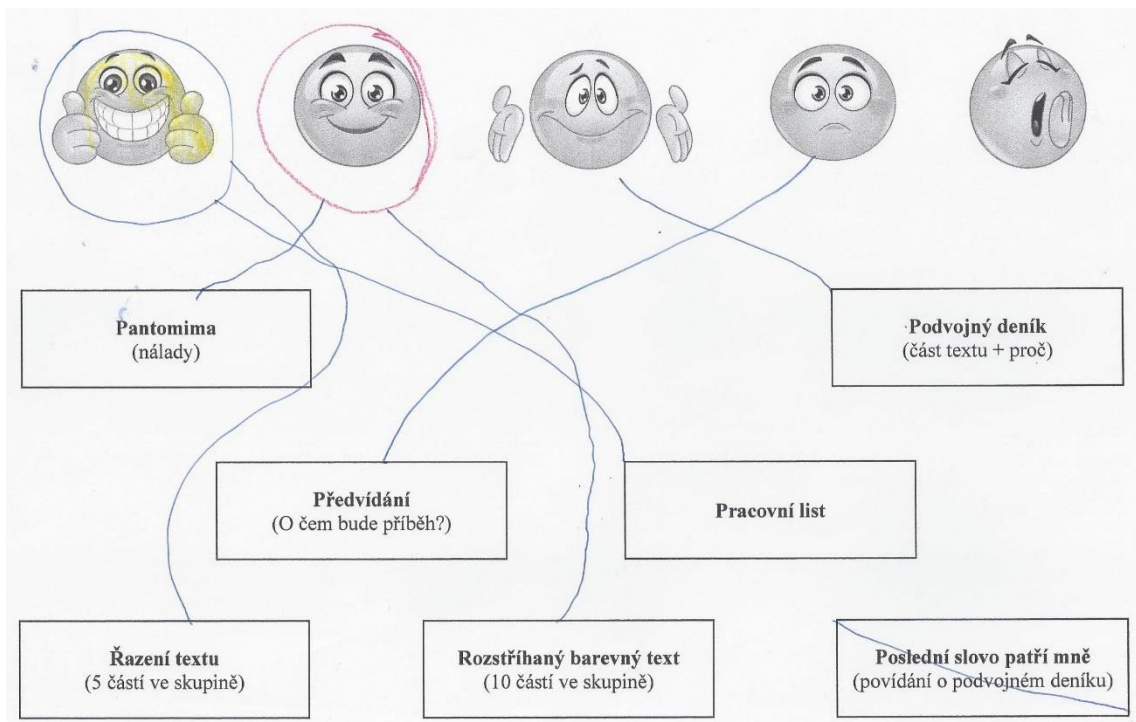 Pantomima
(nálady)
Podvojný deník
(část textu + proč)
Předvídání
(O čem bude příběh?)
Pracovní list
Řazení textu
(5 částí ve skupině)
Rozstříhaný barevný text
(10 částí ve skupině)
Poslední slovo patří mně
(povídání o podvojném deníku)